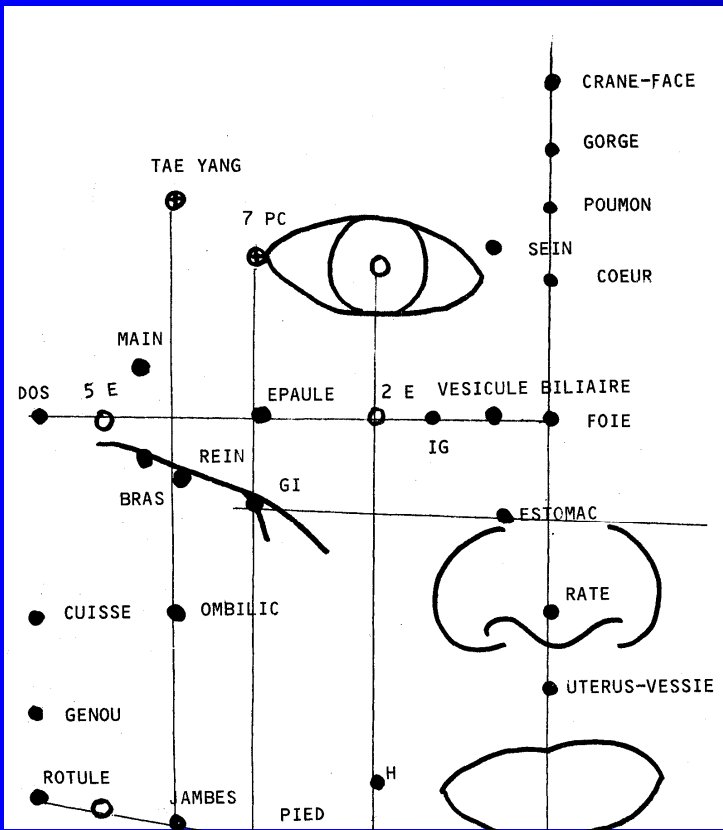 CRANE-FACE
GORGE
TAE YANG
POUMON
7 PC
SEIN
COEUR
MAIN
DOS
5 E
EPAULE
2 E
VESICULE BILIAIRE
FOIE
IG
REIN
GI
BRAS
ESTOMAC
RATE
CUISSE
OMBILIC
UTERUS-VESSIE
GENOU
ROTULE
H
JAMBES
PIED